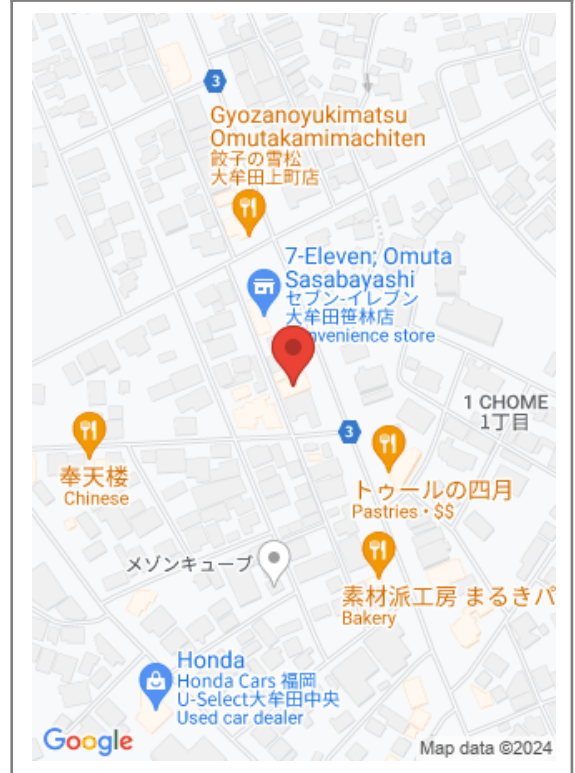 3
Gyozanoyukimatsu
Omutakamimachiten
餃子の雪松
大牟田上町店
7-Eleven; Omuta
Sasabayashi
セブン-イレブン
大牟田笹林店
nvenience store
1 CHOME
1丁目
3
奉天楼
Chinese
トゥールの四月
Pastries • $$
メゾンキューブ
素材派工房 まるきパ
Bakery
Honda
Honda Cars 福岡
U-Select大牟田中央
Used car dealer
Google
Map data ©2024